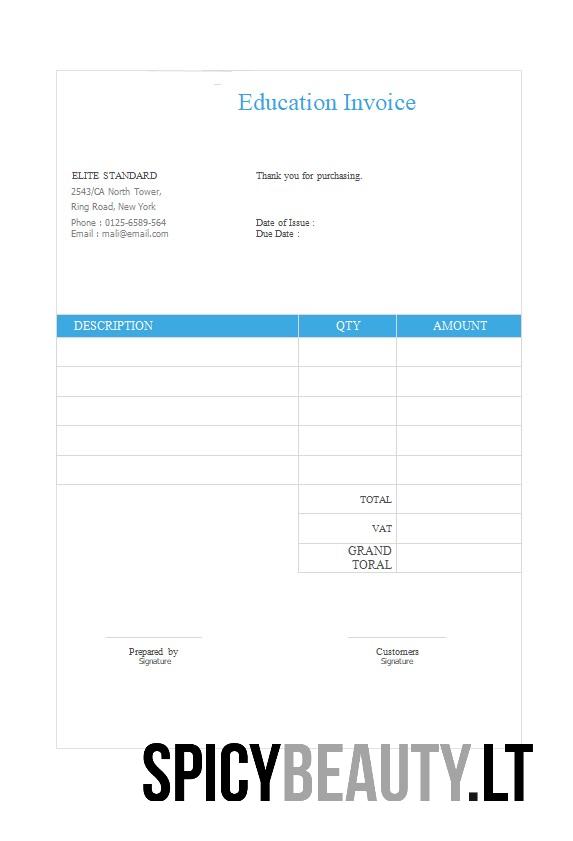 Education Invoice
ELITE STANDARD
Thank you for purchasing.
2543/CA North Tower,
Ring Road, New York
Phone : 0125-6589-564
Date of Issue :
Email : mali@email.com
Due Date :
DESCRIPTION QTY AMOUNT
TOTAL
VAT
GRAND
TORAL
Prepared by
Signature
Customers
Signature
SPICYBEAUTY.LT